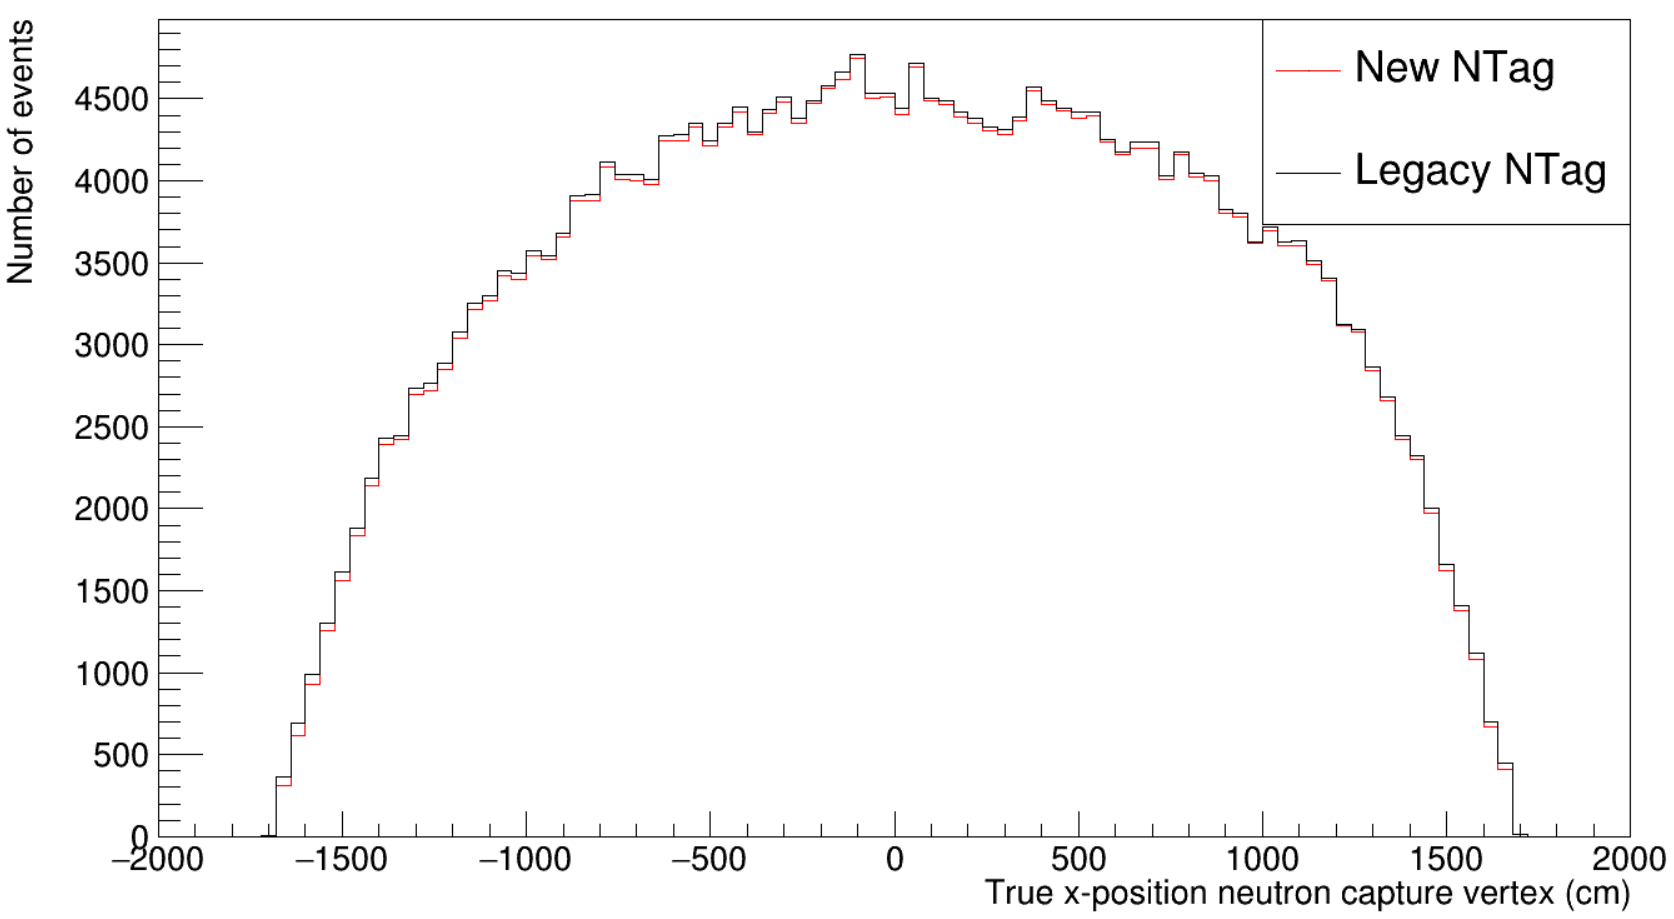 Number of events
4500
4000
3500
3000
2500
2000
1500
1000
500
0
New NTag
Legacy NTag
−2000 −1500 −1000 −500 0 500 1000 1500 2000
True x-position neutron capture vertex (cm)